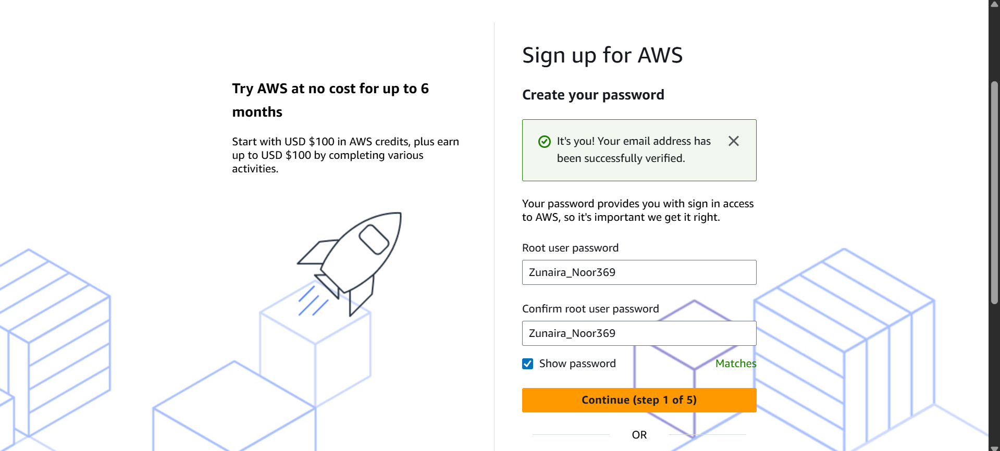 Try AWS at no cost for up to 6
months
Start with USD $100 in AWS credits, plus earn
up to USD $100 by completing various
activities.
Sign up for AWS
Create your password
It's you! Your email address has
been successfully verified.
Your password provides you with sign in access
to AWS, so it's important we get it right.
Root user password
Zunaira_Noor369
Confirm root user password
Zunaira_Noor369
Show password
Matches
Continue (step 1 of 5)
OR